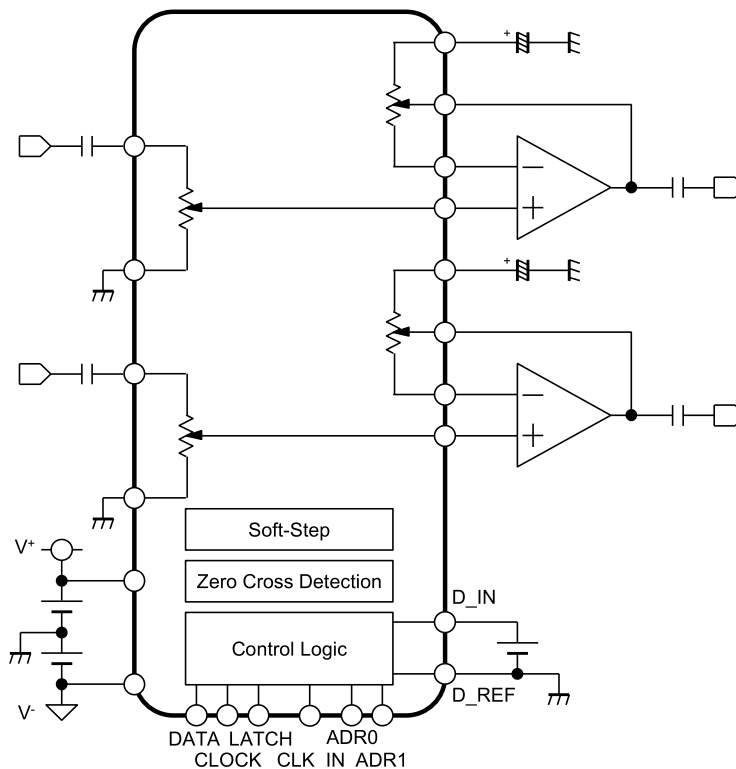 +
+
Soft-Step
V+
Zero Cross Detection
D_IN
Control Logic
D_REF
V-
DATA LATCH ADR0
CLOCK CLK IN ADR1